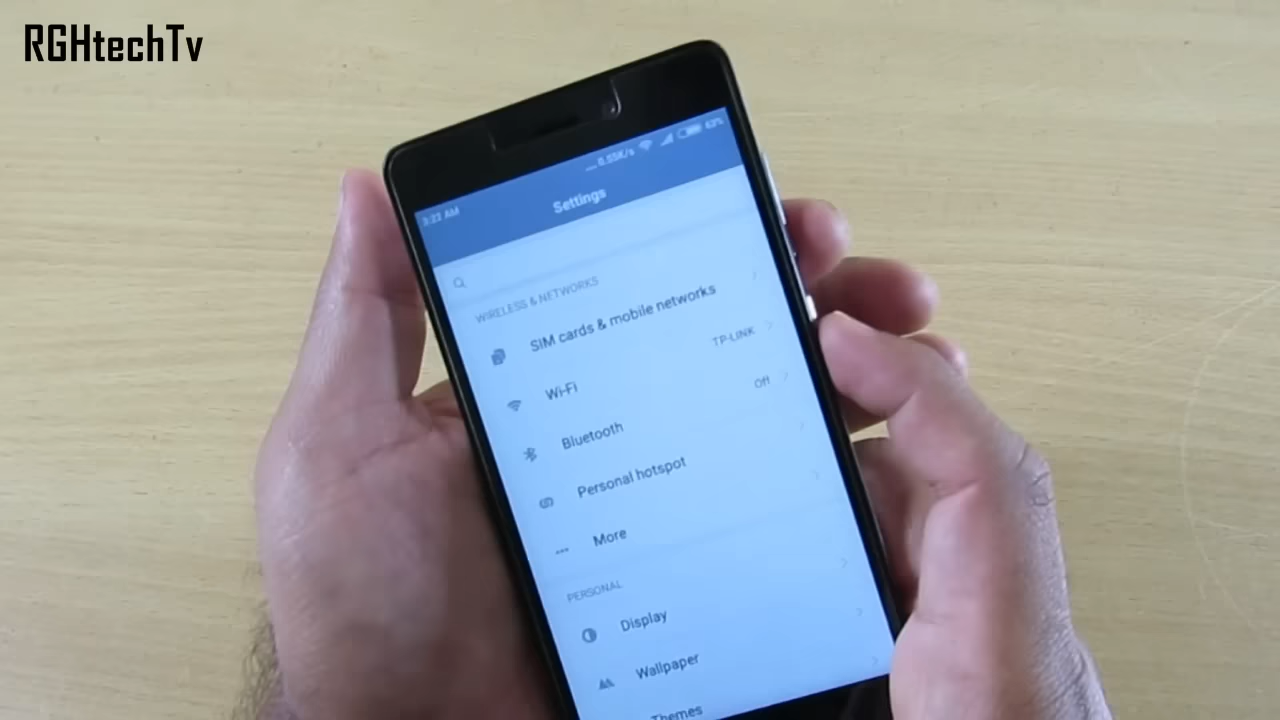 RGHtechTv
...0.55K/s 63%
3:23 AM
Settings
WIRELESS & NETWORKS
SIM cards & mobile networks
Wi-Fi TP-LINK
Bluetooth Off
Personal hotspot
More
PERSONAL
Display
Wallpaper
Themes